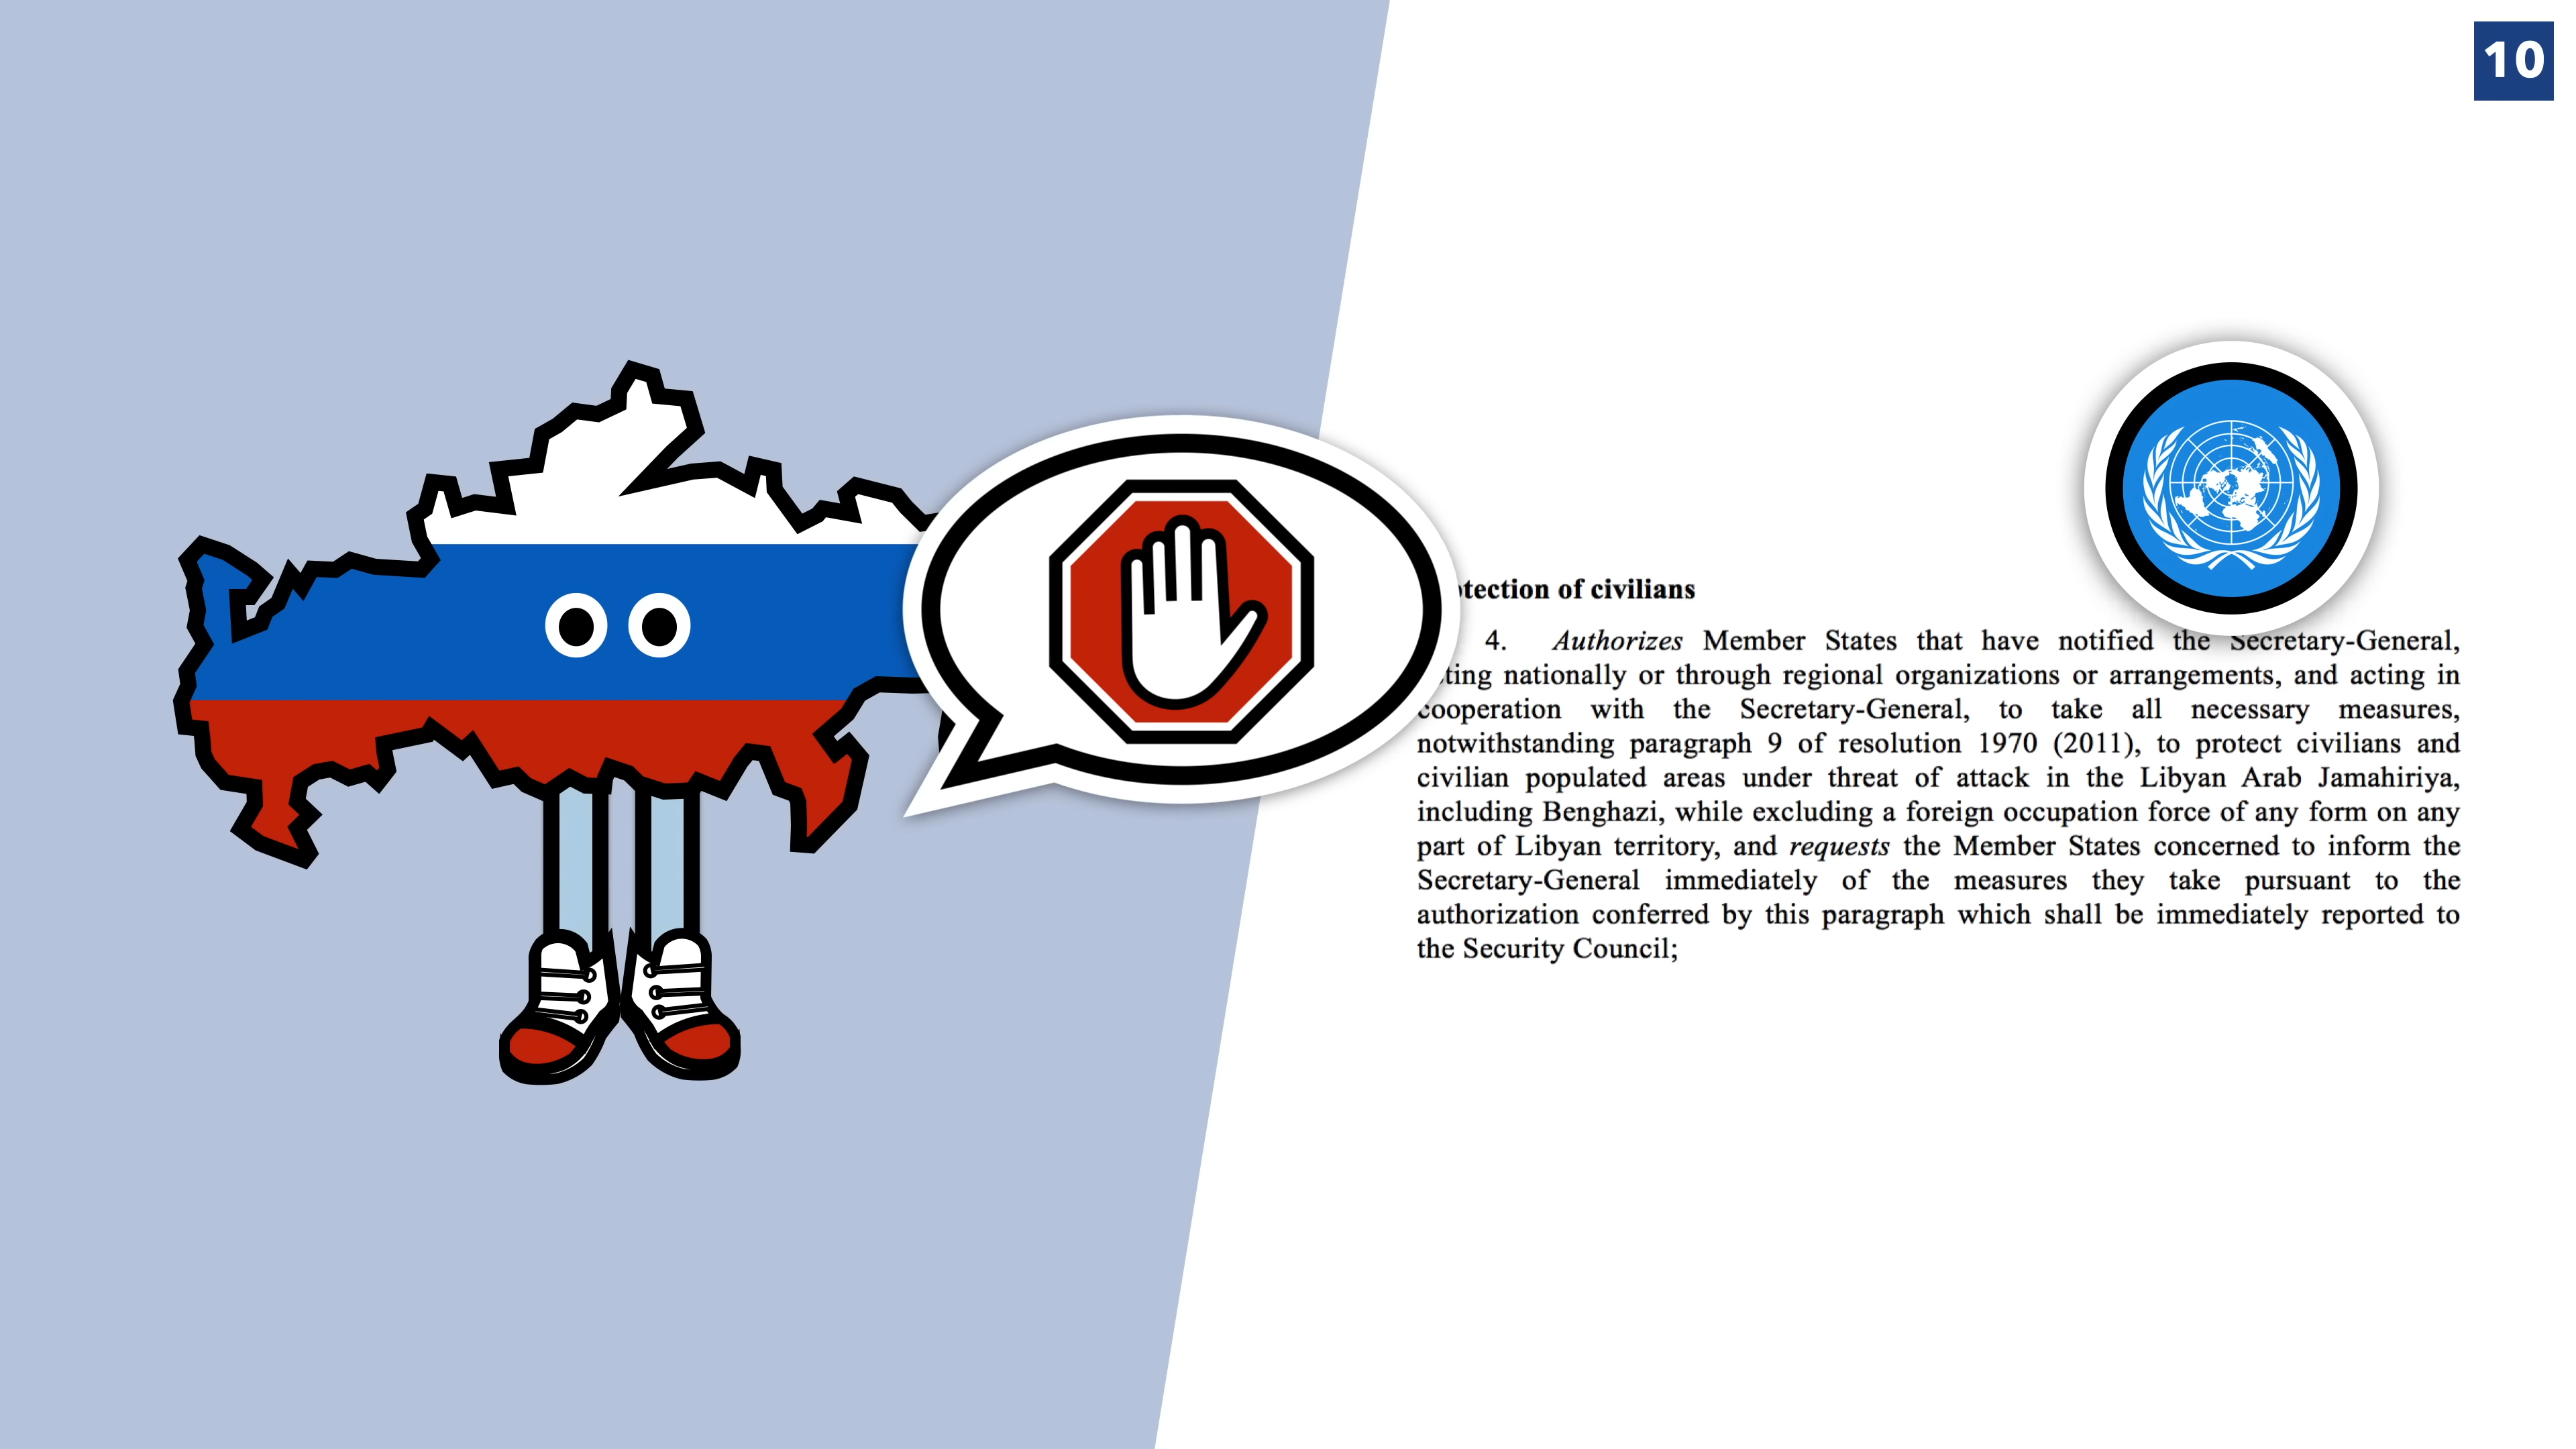 10
otection of civilians
4. Authorizes Member States that have notified the Secretary-General,
ting nationally or through regional organizations or arrangements, and acting in
cooperation with the Secretary-General, to take all necessary measures,
notwithstanding paragraph 9 of resolution 1970 (2011), to protect civilians and
civilian populated areas under threat of attack in the Libyan Arab Jamahiriya,
including Benghazi, while excluding a foreign occupation force of any form on any
part of Libyan territory, and requests the Member States concerned to inform the
Secretary-General immediately of the measures they take pursuant to the
authorization conferred by this paragraph which shall be immediately reported to
the Security Council;